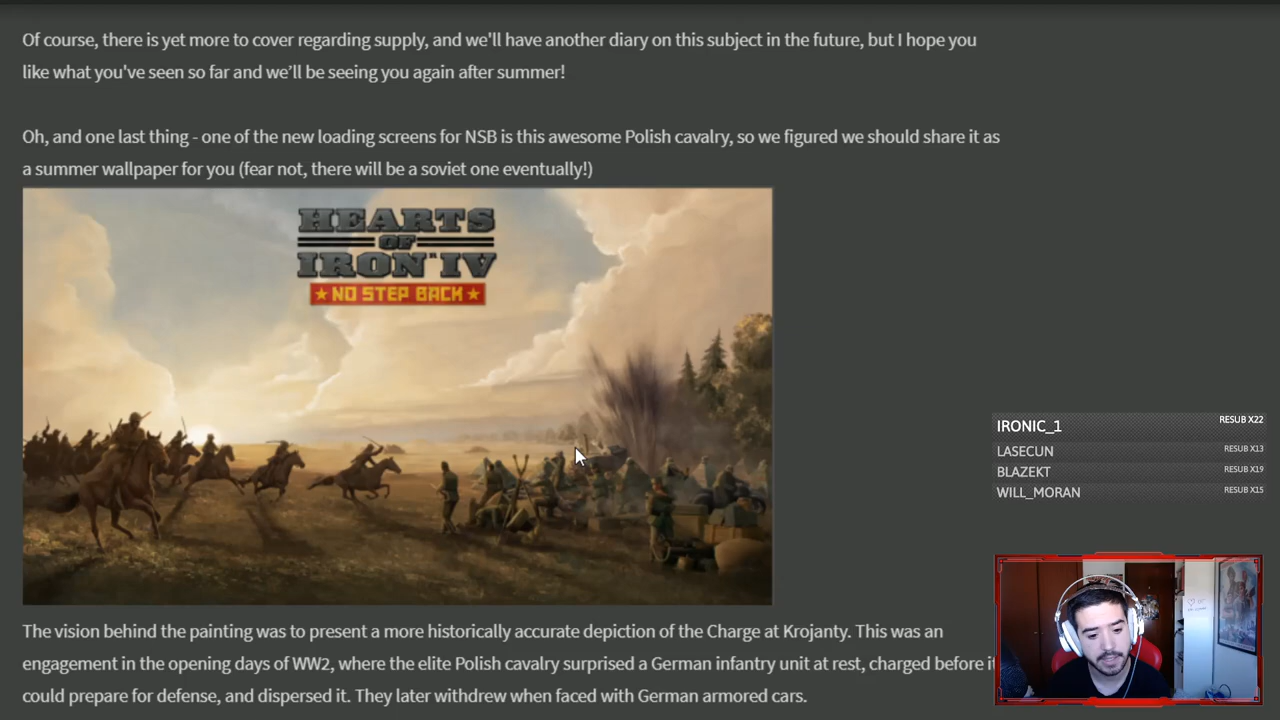 Of course, there is yet more to cover regarding supply, and we'll have another diary on this subject in the future, but I hope you
like what you've seen so far and we’ll be seeing you again after summer!
Oh, and one last thing - one of the new loading screens for NSB is this awesome Polish cavalry, so we figured we should share it as
a summer wallpaper for you (fear not, there will be a soviet one eventually!)
HEARTS
OF
IRON IV
NO STEP BACK
IRONIC_1 RESUB X22
LASECUN RESUB X13
BLAZEKT RESUB X19
WILL_MORAN RESUB X15
The vision behind the painting was to present a more historically accurate depiction of the Charge at Krojanty. This was an
engagement in the opening days of WW2, where the elite Polish cavalry surprised a German infantry unit at rest, charged before it
could prepare for defense, and dispersed it. They later withdrew when faced with German armored cars.